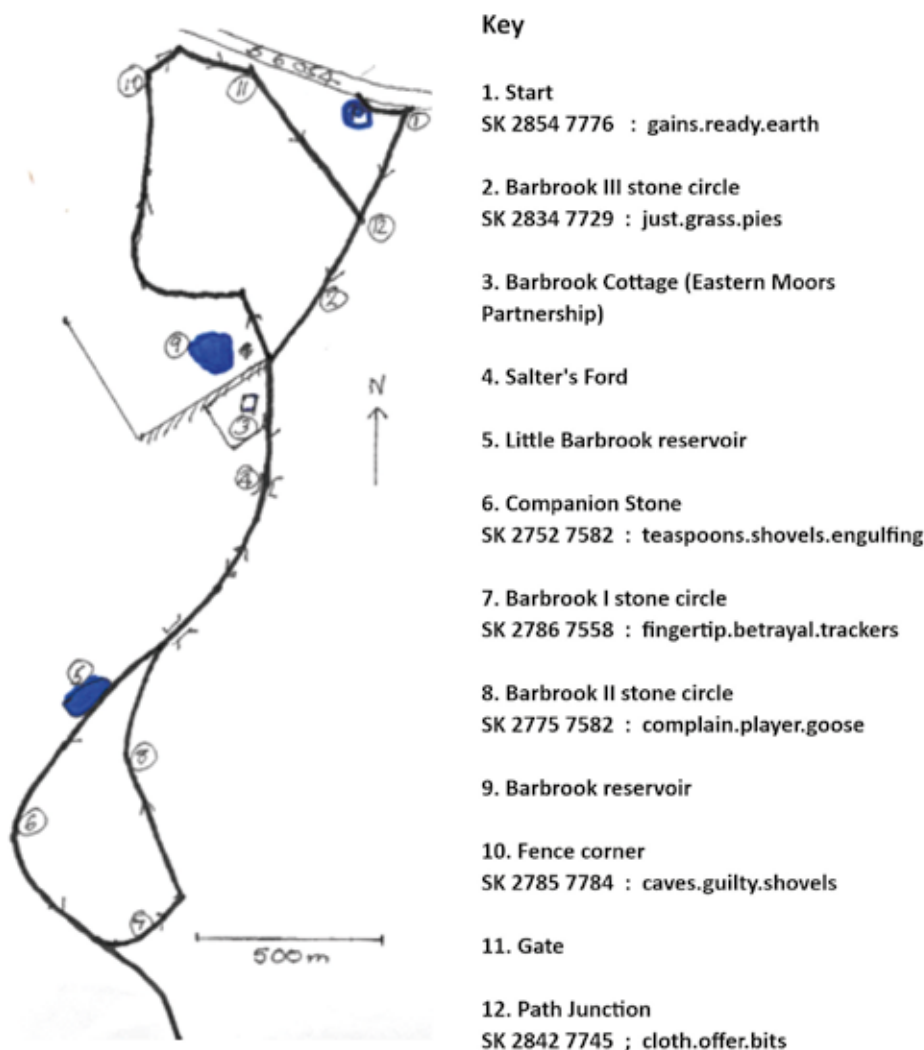 10
11
1
12
2
9
3
N
4
5
8
6
500m
Key
1. Start
SK 2854 7776 : gains.ready.earth
2. Barbrook III stone circle
SK 2834 7729 : just.grass.pies
3. Barbrook Cottage (Eastern Moors
Partnership)
4. Salter's Ford
5. Little Barbrook reservoir
6. Companion Stone
SK 2752 7582 : teaspoons.shovels.engulfing
7. Barbrook I stone circle
SK 2786 7558 : fingertip.betrayal.trackers
8. Barbrook II stone circle
SK 2775 7582 : complain.player.goose
9. Barbrook reservoir
10. Fence corner
SK 2785 7784 : caves.guilty.shovels
11. Gate
12. Path Junction
SK 2842 7745 ; cloth.offer.bits